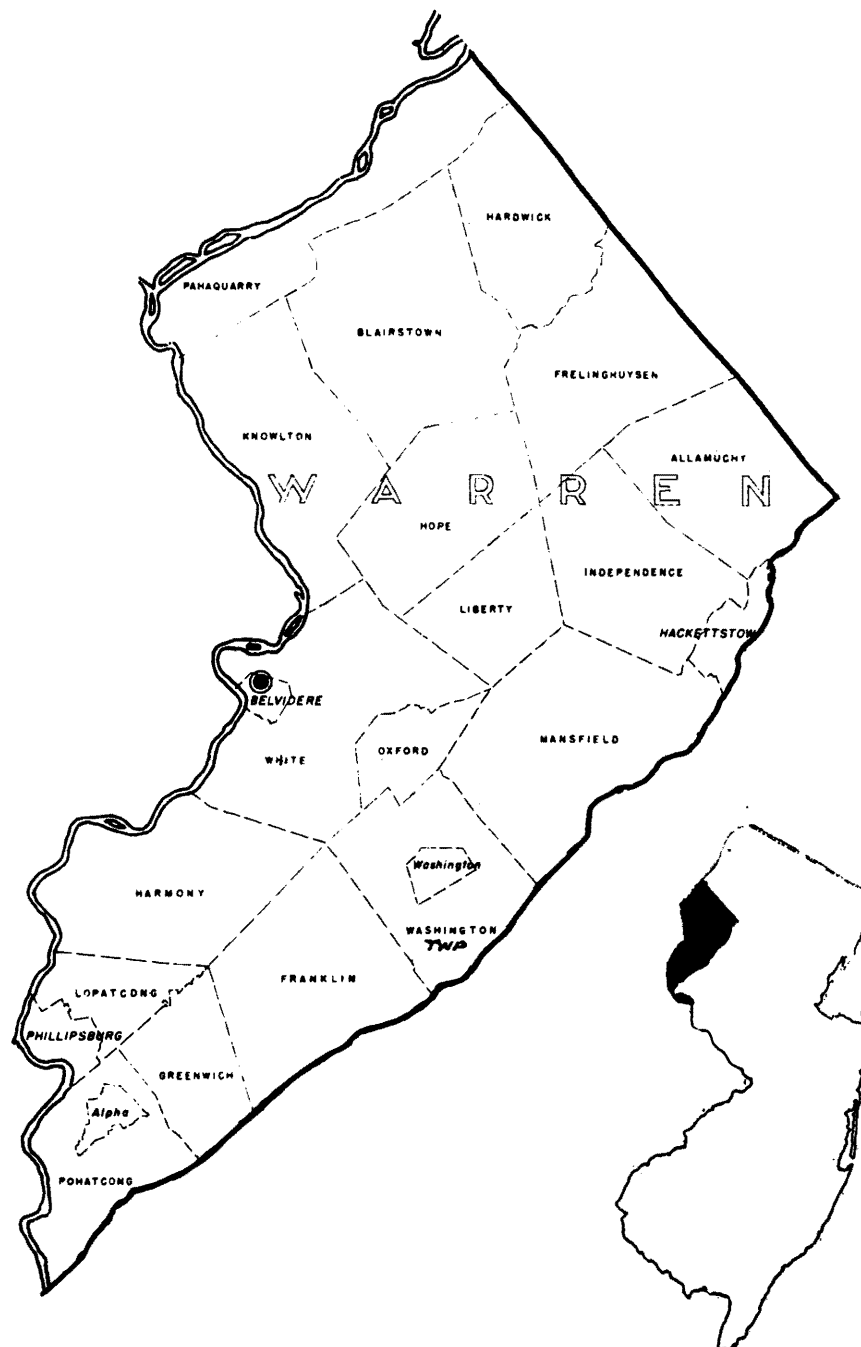 HARDWICK
PAHAQUARRY
BLAIRSTOWN
FRELINGHUYSEN
KNOWLTON
ALLAMUCHY
WARREN
HOPE
INDEPENDENCE
LIBERTY
HACKETTSTOW
BELVIDERE
MANSFIELD
OXFORD
WHITE
Washington
HARMONY
WASHINGTON
TWP
FRANKLIN
LOPATCONG
PHILLIPSBURG
GREENWICH
Alpha
POHATCONG